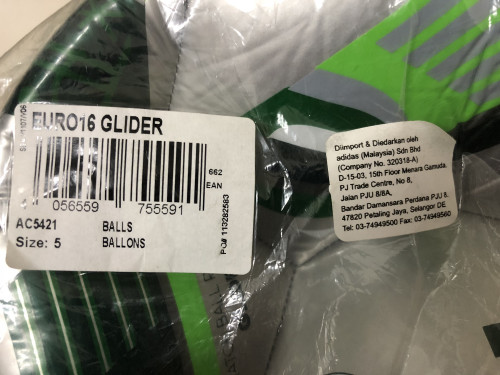 EURO16 GLIDER
662
EAN
5 056559 755591
PO# 113282583
AC5421 BALLS
Size: 5 BALLONS
Diimport & Diedarkan oleh
adidas (Malaysia) Sdn Bhd
(Company No. 320318-A)
D-15-03, 15th Floor Menara Gamuda.
PJ Trade Centre, No 8,
Jalan PJU 8/8A,
Bandar Damansara Perdana PJU 8.
47820 Petaling Jaya, Selangor DE
Tel: 03-74949500 Fax: 03-74949560